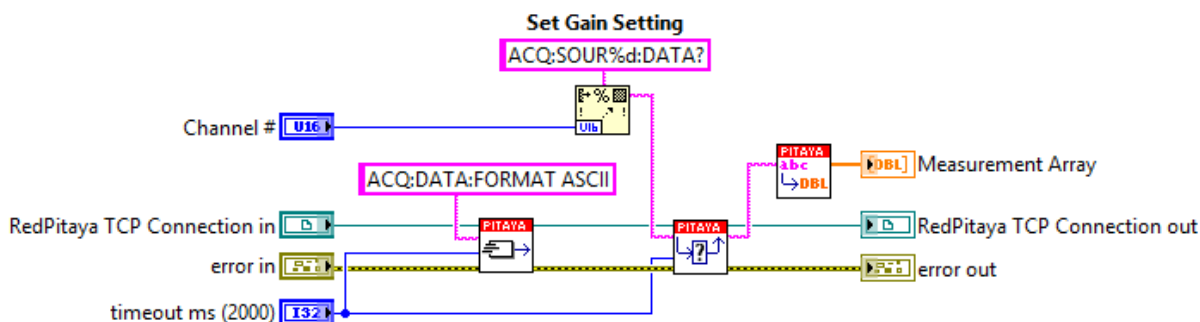 Set Gain Setting
ACQ:SOUR%d:DATA?
Channel #
U16
U16
PITAYA
abc
DBL
DBL]
Measurement Array
ACQ:DATA:FORMAT ASCII
RedPitaya TCP Connection in
PITAYA
PITAYA
RedPitaya TCP Connection out
error in
error out
timeout ms (2000)
I32